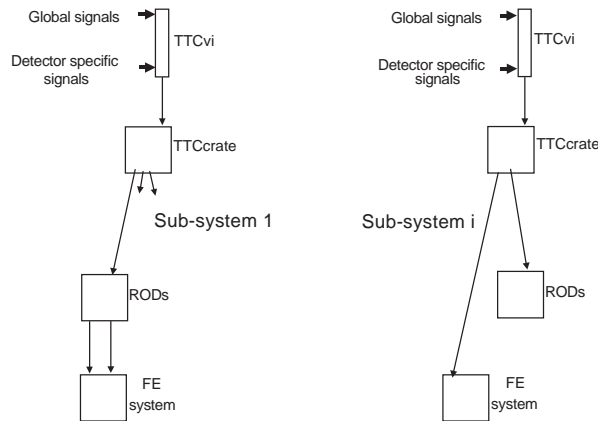 Global signals
TTCvi
Detector specific
signals
TTCcrate
Sub-system 1
RODs
FE
system
Global signals
TTCvi
Detector specific
signals
TTCcrate
Sub-system i
RODs
FE
system